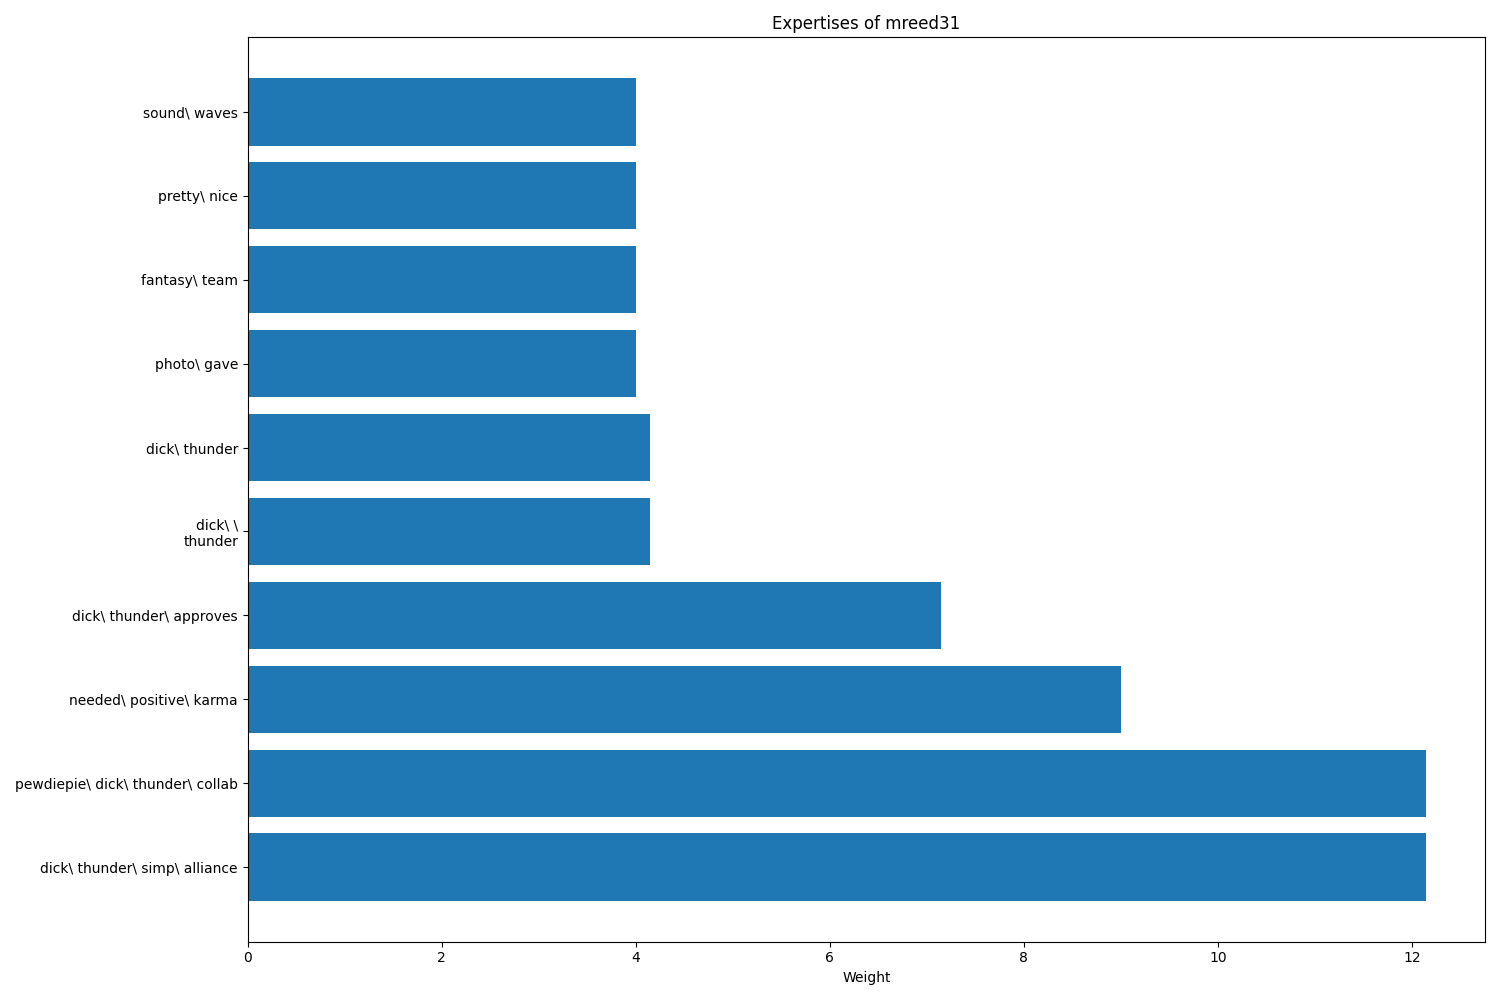 Expertises of mreed31
sound\ waves
pretty\ nice
fantasy\ team
photo\ gave
dick\ thunder
dick\ \
thunder
dick\ thunder\ approves
needed\ positive\ karma
pewdiepie\ dick\ thunder\ collab
dick\ thunder\ simp\ alliance
0 2 4 6 8 10 12
Weight